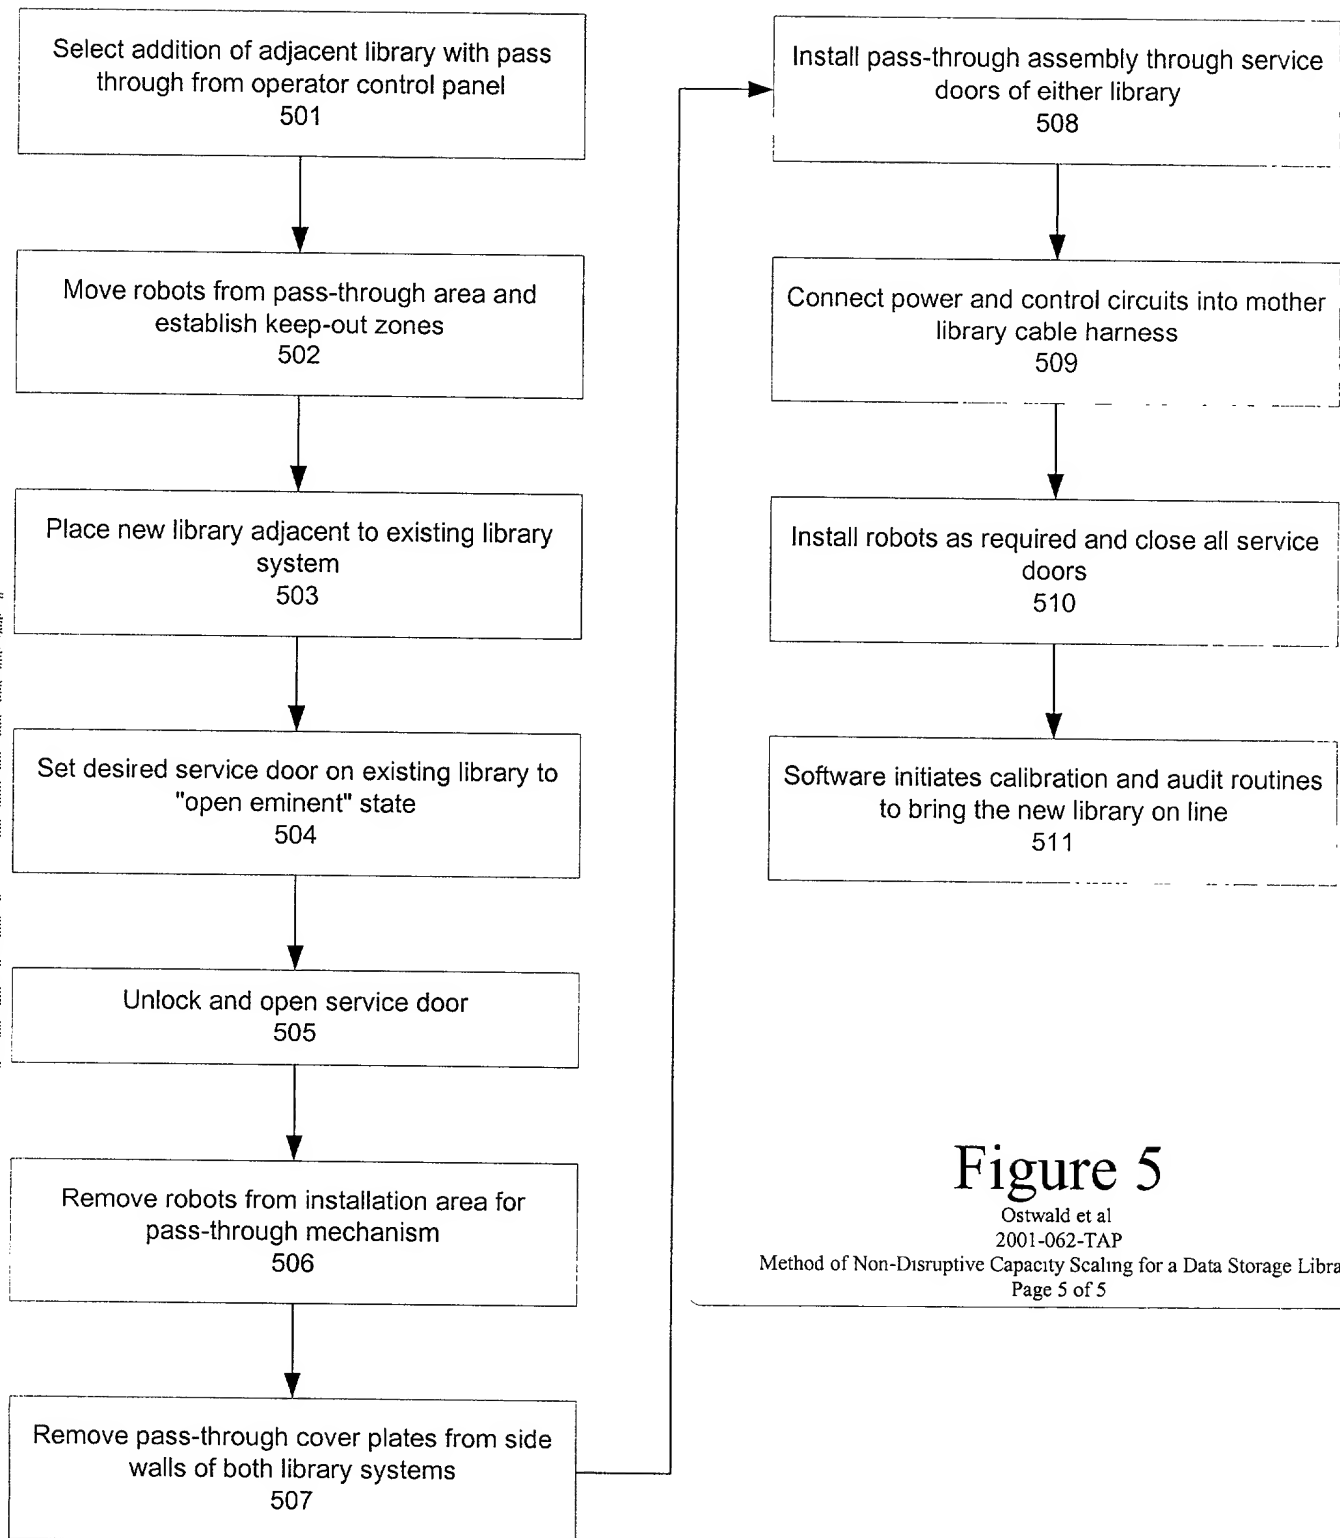 Select addition of adjacent library with pass
through from operator control panel
501
Move robots from pass-through area and
establish keep-out zones
502
Place new library adjacent to existing library
system
503
Set desired service door on existing library to
"open eminent" state
504
Unlock and open service door
505
Remove robots from installation area for
pass-through mechanism
506
Remove pass-through cover plates from side
walls of both library systems
507
Install pass-through assembly through service
doors of either library
508
Connect power and control circuits into mother
library cable harness
509
Install robots as required and close all service
doors
510
Software initiates calibration and audit routines
to bring the new library on line
511
Figure 5
Ostwald et al
2001-062-TAP
Method of Non-Disruptive Capacity Scaling for a Data Storage Libra
Page 5 of 5